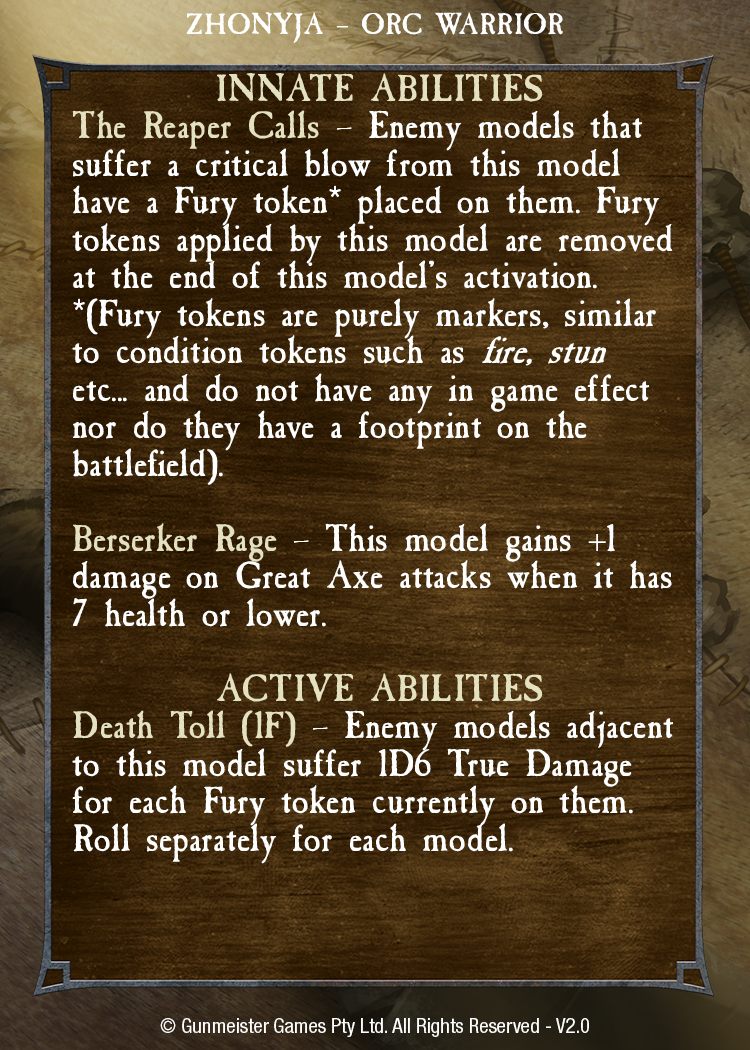 ZHONYJA – ORC WARRIOR
INNATE ABILITIES
The Reaper Calls – Enemy models that
suffer a critical blow from this model
have a Fury token* placed on them. Fury
tokens applied by this model are removed
at the end of this model's activation.
*(Fury tokens are purely markers, similar
to condition tokens such as fire, stun
etc... and do not have any in game effect
nor do they have a footprint on the
battlefield).
Berserker Rage – This model gains +1
damage on Great Axe attacks when it has
7 health or lower.
ACTIVE ABILITIES
Death Toll (1F) – Enemy models adjacent
to this model suffer 1D6 True Damage
for each Fury token currently on them.
Roll separately for each model.
© Gunmeister Games Pty Ltd. All Rights Reserved - V2.0